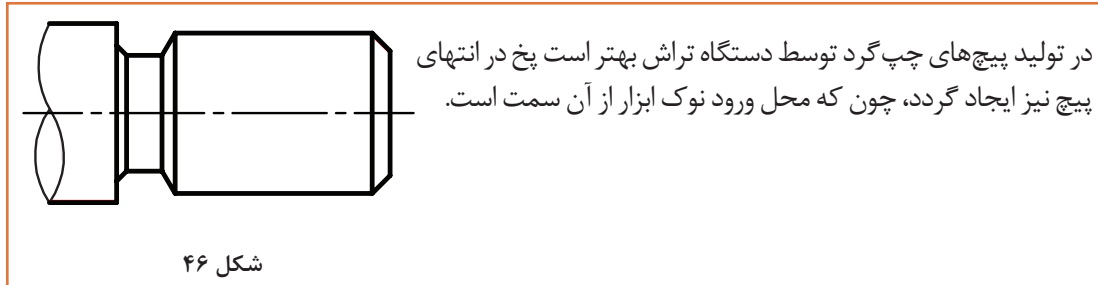 در تولید پیچ‌های چپ‌گرد توسط دستگاه تراش بهتر است پخ در انتهای
پیچ نیز ایجاد گردد، چون که محل ورود نوک ابزار از آن سمت است.
شکل ۴۶